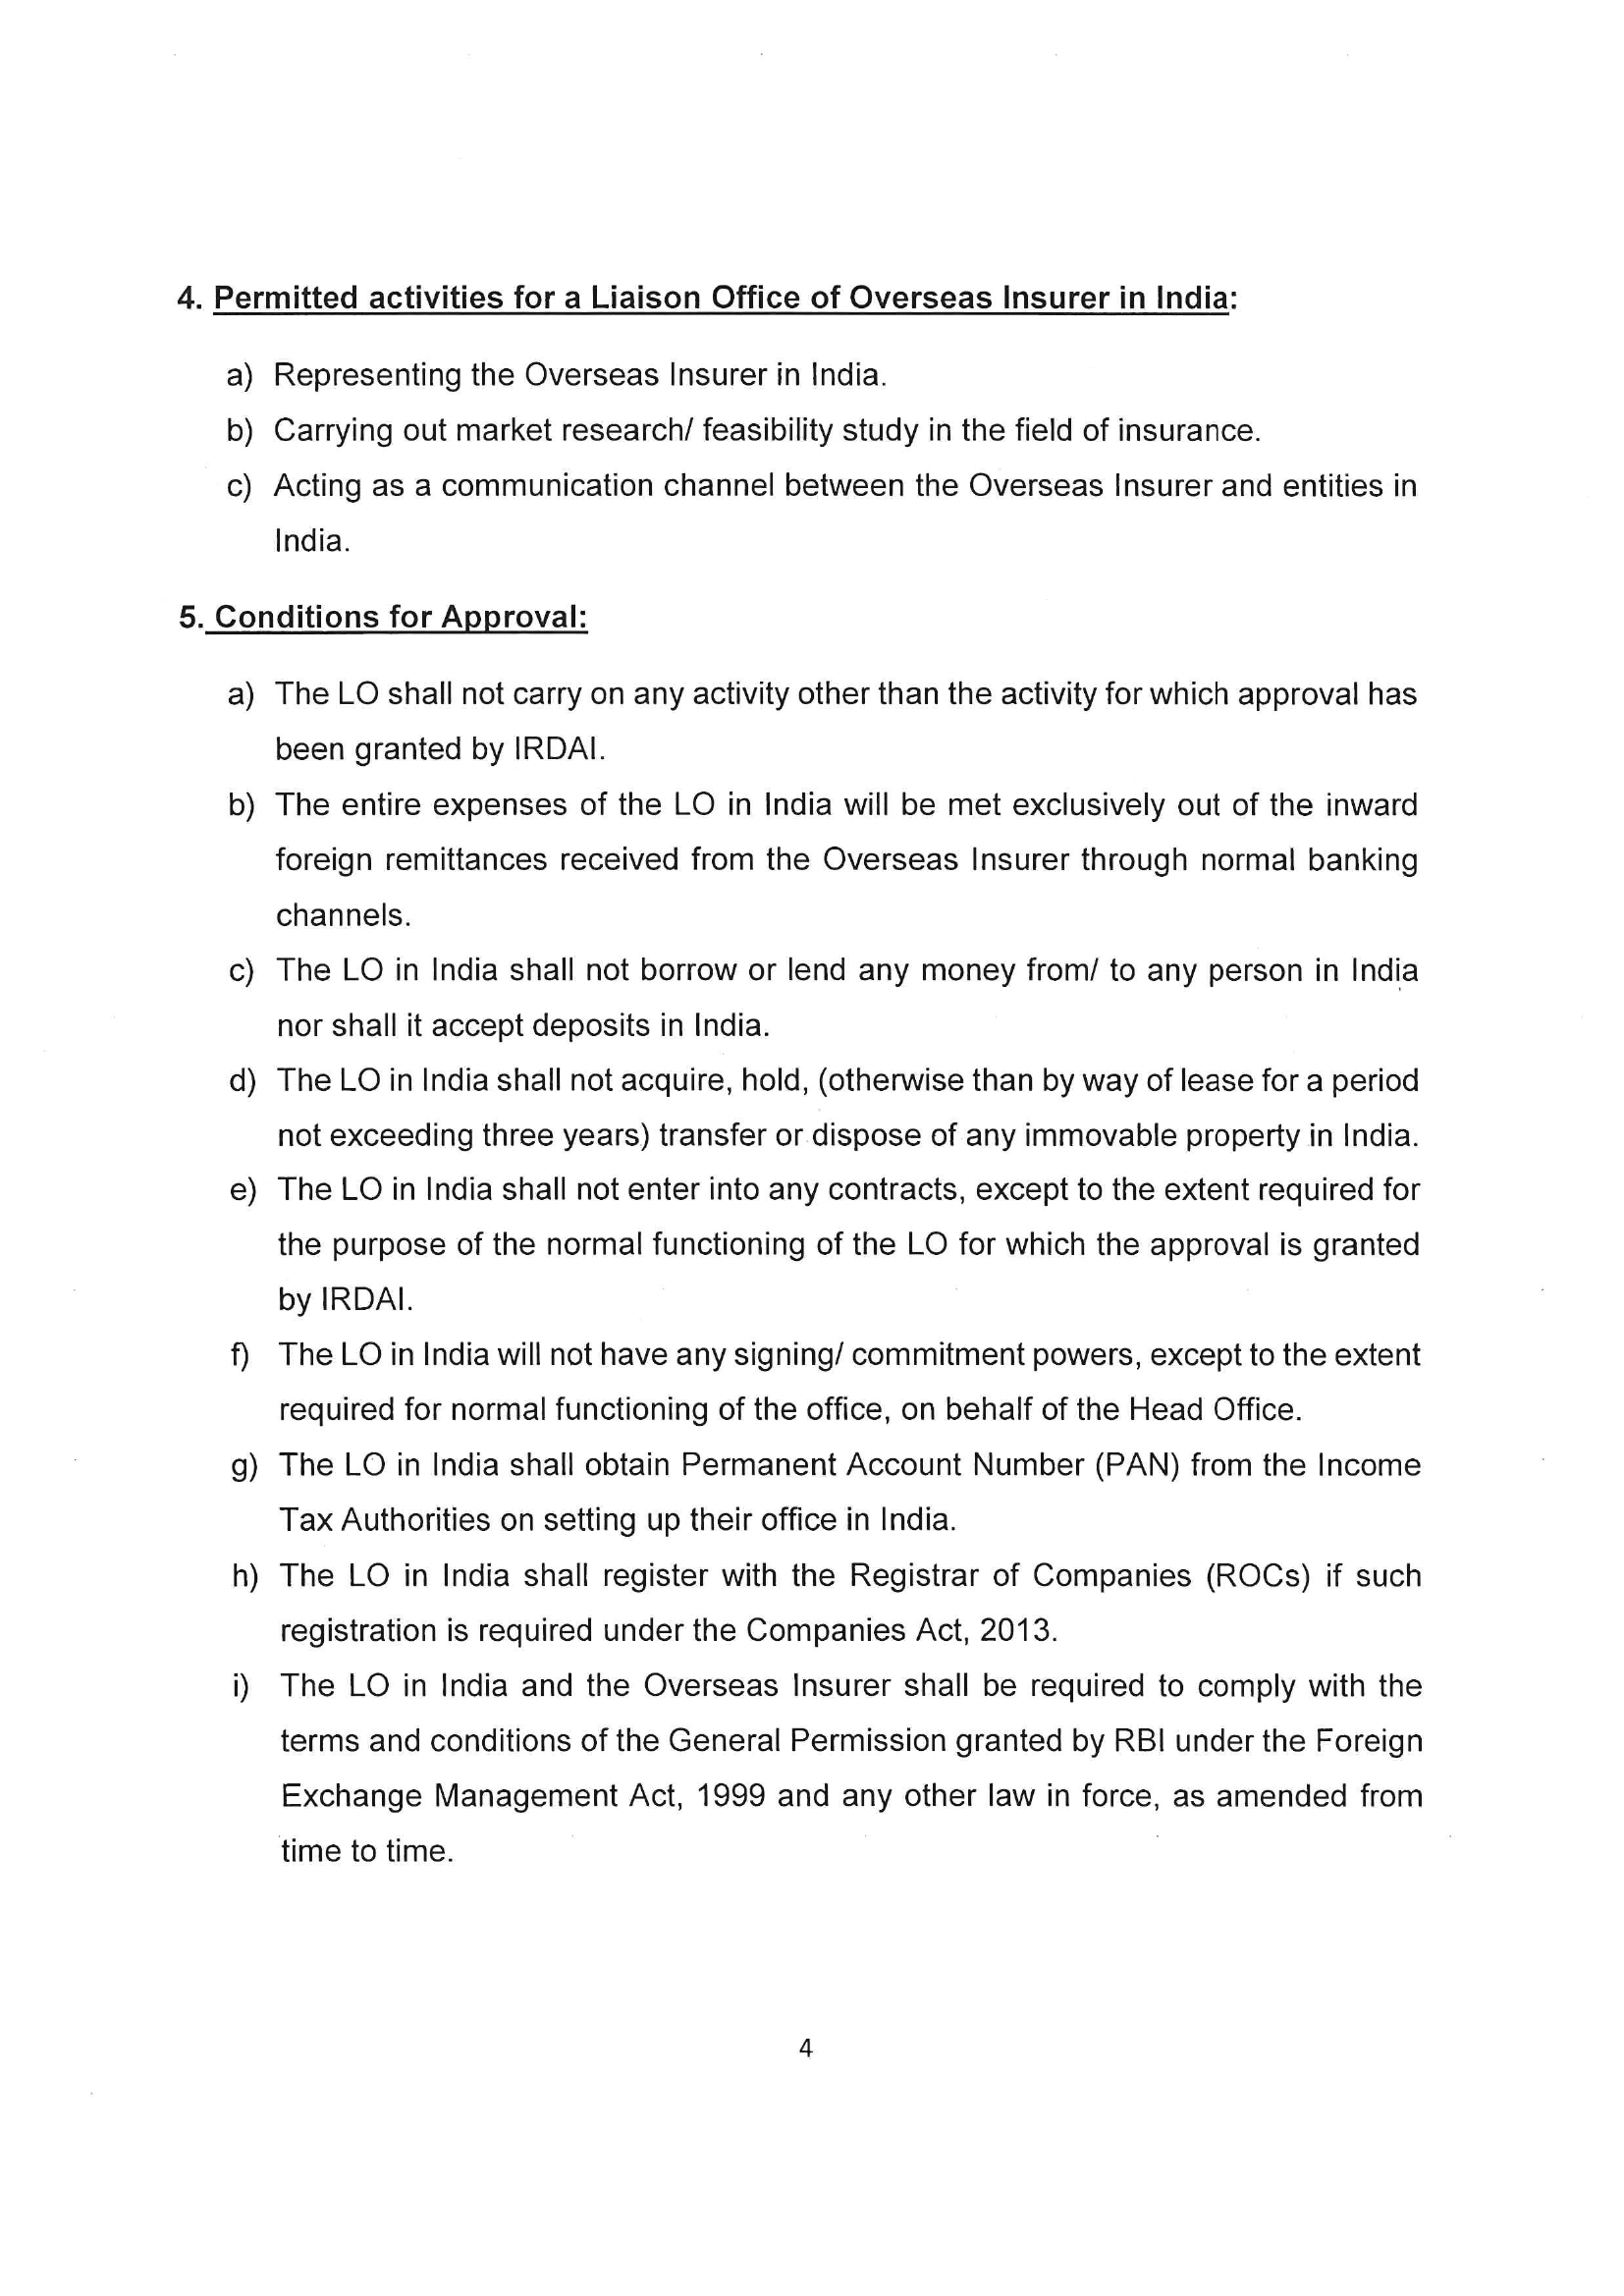 4. Permitted activities for a Liaison Office of Overseas Insurer in India:
a) Representing the Overseas Insurer in India.
b) Carrying out market research/ feasibility study in the field of insurance.
c) Acting as a communication channel between the Overseas Insurer and entities in
India.
5. Conditions for Approval:
a) The LO shall not carry on any activity other than the activity for which approval has
been granted by IRDAI.
b) The entire expenses of the LO in India will be met exclusively out of the inward
foreign remittances received from the Overseas Insurer through normal banking
channels.
c) The LO in India shall not borrow or lend any money from/ to any person in India
nor shall it accept deposits in India.
d) The LO in India shall not acquire, hold, (otherwise than by way of lease for a period
not exceeding three years) transfer or dispose of any immovable property in India.
e) The LO in India shall not enter into any contracts, except to the extent required for
the purpose of the normal functioning of the LO for which the approval is granted
by IRDAI.
f) The LO in India will not have any signing/ commitment powers, except to the extent
required for normal functioning of the office, on behalf of the Head Office.
g) The LO in India shall obtain Permanent Account Number (PAN) from the Income
Tax Authorities on setting up their office in India.
h) The LO in India shall register with the Registrar of Companies (ROCs) if such
registration is required under the Companies Act, 2013.
i) The LO in India and the Overseas Insurer shall be required to comply with the
terms and conditions of the General Permission granted by RBI under the Foreign
Exchange Management Act, 1999 and any other law in force, as amended from
time to time.
4